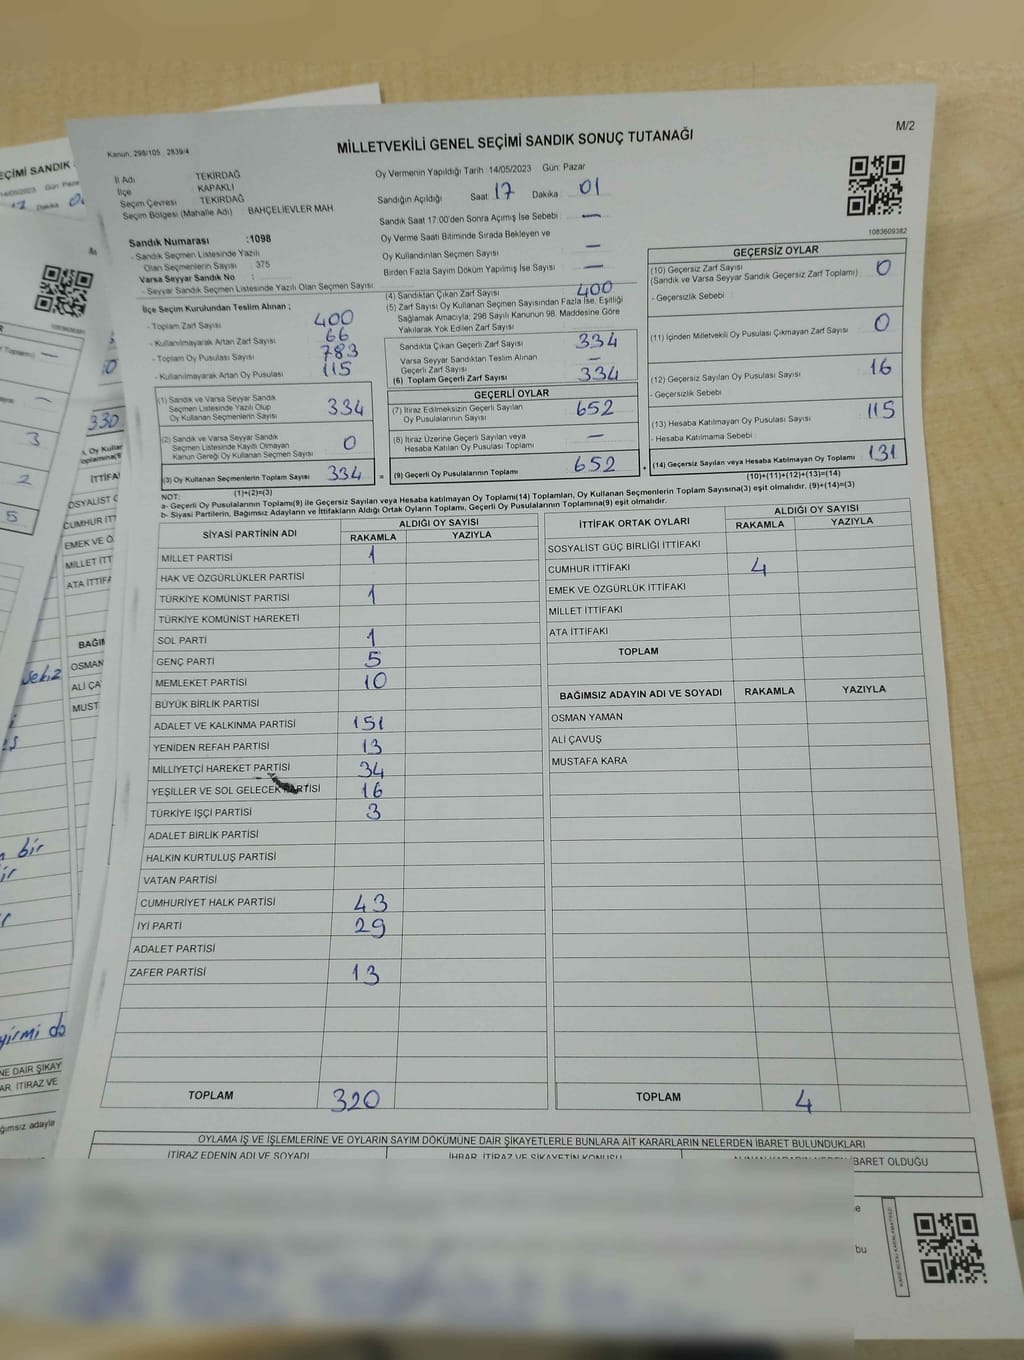 M/2
Kanun: 298/105 , 2839/4
MİLLETVEKİLİ GENEL SEÇİMİ SANDIK SONUÇ TUTANAĞI
İl Adı TEKİRDAĞ
İlçe KAPAKLI
Seçim Çevresi TEKİRDAĞ
Seçim Bölgesi (Mahalle Adı) BAHÇELİEVLER MAH.
Oy Vermenin Yapıldığı Tarih 14/05/2023 Gün: Pazar
Sandığın Açıldığı Saat 17 Dakika 01
Sandık Saat 17:00'den Sonra Açımış İse Sebebi —
Oy Verme Saati Bitiminde Sırada Bekleyen ve
Oy Kullandırılan Seçmen Sayısı —
Birden Fazla Sayım Döküm Yapılmış İse Sayısı —
1083609382
Sandık Numarası :1098
- Sandık Seçmen Listesinde Yazılı
Olan Seçmenlerin Sayısı 375
Varsa Seyyar Sandık No :
- Seyyar Sandık Seçmen Listesinde Yazılı Olan Seçmen Sayısı
İlçe Seçim Kurulundan Teslim Alınan ;
- Toplam Zarf Sayısı 400
- Kullanılmayarak Artan Zarf Sayısı 66
- Toplam Oy Pusulası Sayısı 783
- Kullanılmayarak Artan Oy Pusulası 115
(4) Sandıktan Çıkan Zarf Sayısı 400
(5) Zarf Sayısı Oy Kullanan Seçmen Sayısından Fazla İse, Eşitliği
Sağlamak Amacıyla, 298 Sayılı Kanunun 98. Maddesine Göre
Yakılarak Yok Edilen Zarf Sayısı
Sandıkta Çıkan Geçerli Zarf Sayısı 334
Varsa Seyyar Sandıktan Teslim Alınan
Geçerli Zarf Sayısı —
(6) Toplam Geçerli Zarf Sayısı 334
GEÇERSİZ OYLAR
(10) Geçersiz Zarf Sayısı 0
(Sandık ve Varsa Seyyar Sandık Geçersiz Zarf Toplamı)
- Geçersizlik Sebebi
(11) İçinden Milletvekili Oy Pusulası Çıkmayan Zarf Sayısı 0
(12) Geçersiz Sayılan Oy Pusulası Sayısı 16
- Geçersizlik Sebebi
(13) Hesaba Katılmayan Oy Pusulası Sayısı 115
- Hesaba Katılmama Sebebi
(14) Geçersiz Sayılan veya Hesaba Katılmayan Oy Toplamı 131
(10)+(11)+(12)+(13)=(14)
(1) Sandık ve Varsa Seyyar Sandık
Seçmen Listesinde Yazılı Olup
Oy Kullanan Seçmenlerin Sayısı 334
(2) Sandık ve Varsa Seyyar Sandık
Seçmen Listesinde Kayıtlı Olmayan
Kanun Gereği Oy Kullanan Seçmen Sayısı 0
(3) Oy Kullanan Seçmenlerin Toplam Sayısı 334 =
(1)+(2)=(3)
GEÇERLİ OYLAR
(7) İtiraz Edilmeksizin Geçerli Sayılan
Oy Pusulalarının Sayısı 652
(8) İtiraz Üzerine Geçerli Sayılan veya
Hesaba Katılan Oy Pusulası Toplamı —
(9) Geçerli Oy Pusulalarının Toplamı 652 +
NOT:
a- Geçerli Oy Pusulalarının Toplamı(9) ile Geçersiz Sayılan veya Hesaba katılmayan Oy Toplamı(14) Toplamları, Oy Kullanan Seçmenlerin Toplam Sayısına(3) eşit olmalıdır. (9)+(14)=(3)
b- Siyasi Partilerin, Bağımsız Adayların ve İttifakların Aldığı Ortak Oyların Toplamı, Geçerli Oy Pusulalarının Toplamına(9) eşit olmalıdır.
SİYASİ PARTİNİN ADI ALDIĞI OY SAYISI
RAKAMLA YAZIYLA
MİLLET PARTİSİ 1
HAK VE ÖZGÜRLÜKLER PARTİSİ
TÜRKİYE KOMÜNİST PARTİSİ 1
TÜRKİYE KOMÜNİST HAREKETİ
SOL PARTİ 1
GENÇ PARTİ 5
MEMLEKET PARTİSİ 10
BÜYÜK BİRLİK PARTİSİ
ADALET VE KALKINMA PARTİSİ 151
YENİDEN REFAH PARTİSİ 13
MİLLİYETÇİ HAREKET PARTİSİ 34
YEŞİLLER VE SOL GELECEK PARTİSİ 16
TÜRKİYE İŞÇİ PARTİSİ 3
ADALET BİRLİK PARTİSİ
HALKIN KURTULUŞ PARTİSİ
VATAN PARTİSİ
CUMHURİYET HALK PARTİSİ 43
İYİ PARTİ 29
ADALET PARTİSİ
ZAFER PARTİSİ 13
TOPLAM 320
İTTİFAK ORTAK OYLARI ALDIĞI OY SAYISI
RAKAMLA YAZIYLA
SOSYALİST GÜÇ BİRLİĞİ İTTİFAKI
CUMHUR İTTİFAKI 4
EMEK VE ÖZGÜRLÜK İTTİFAKI
MİLLET İTTİFAKI
ATA İTTİFAKI
TOPLAM
BAĞIMSIZ ADAYIN ADI VE SOYADI RAKAMLA YAZIYLA
OSMAN YAMAN
ALİ ÇAVUŞ
MUSTAFA KARA
TOPLAM 4
OYLAMA İŞ VE İŞLEMLERİNE VE OYLARIN SAYIM DÖKÜMÜNE DAİR ŞİKAYETLERLE BUNLARA AİT KARARLARIN NELERDEN İBARET BULUNDUKLARI
İTİRAZ EDENİN ADI VE SOYADI İHBAR, İTİRAZ VE ŞİKAYETİN KONUSU BARET OLDUĞU
bu